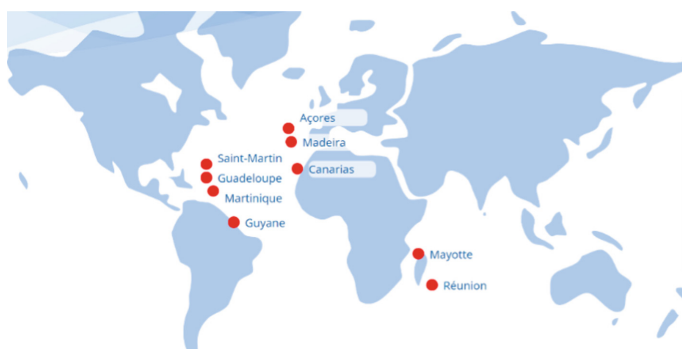 Açores
Madeira
Saint-Martin
Canarias
Guadeloupe
Martinique
Guyane
Mayotte
Réunion